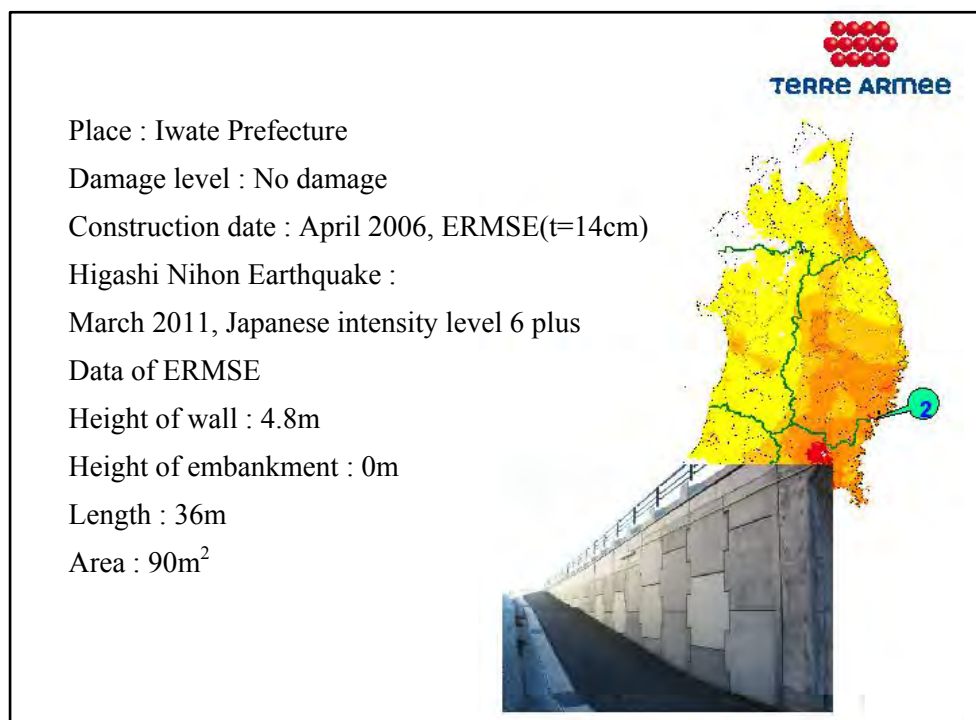 TERRE ARMEE
Place : Iwate Prefecture
Damage level : No damage
Construction date : April 2006, ERMSE(t=14cm)
Higashi Nihon Earthquake :
March 2011, Japanese intensity level 6 plus
Data of ERMSE
Height of wall : 4.8m
Height of embankment : 0m
Length : 36m
Area : 90m²
2